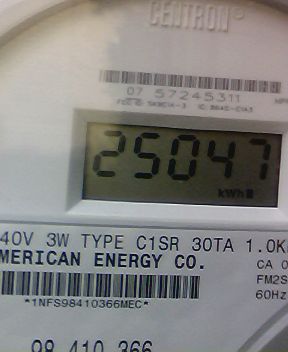 CENTRON®
07 57245311
25047
kWh
40V 3W TYPE C1SR 30TA 1.0K
MERICAN ENERGY CO.
CA 0
FM2S
60Hz
*1NFS98410366MEC*
98 410 366